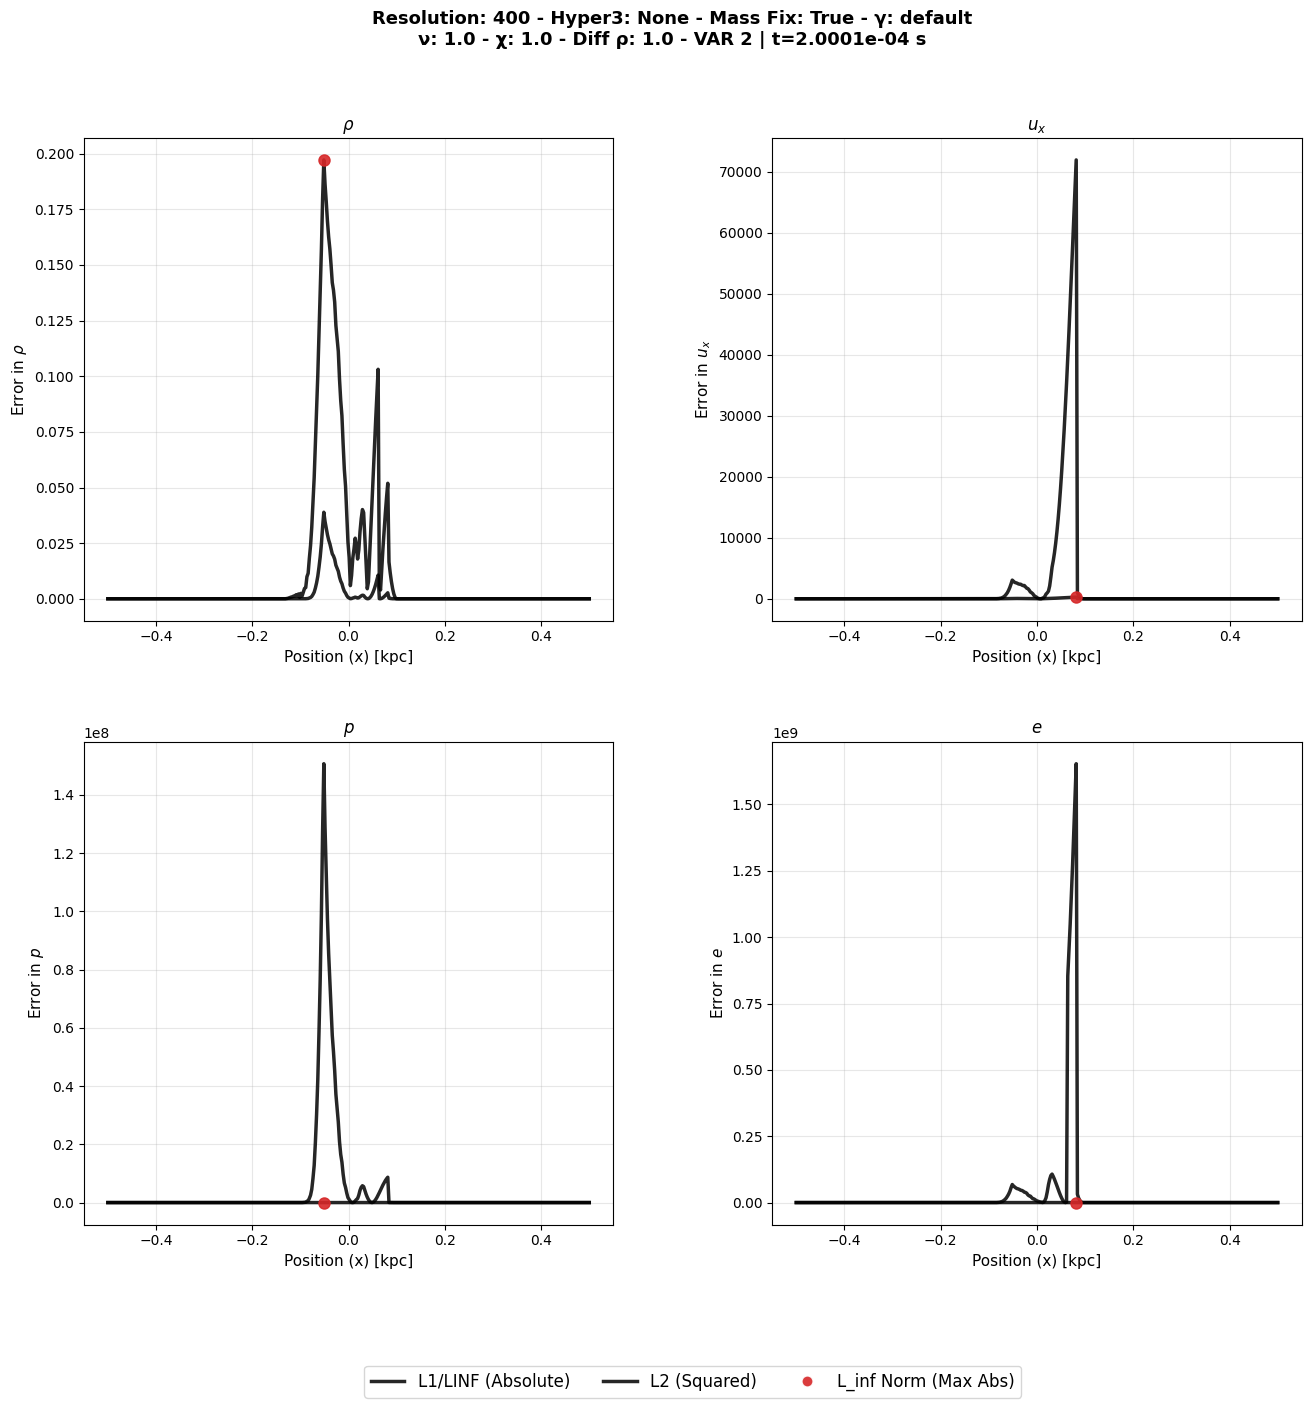 Resolution: 400 - Hyper3: None - Mass Fix: True - γ: default
ν: 1.0 - χ: 1.0 - Diff ρ: 1.0 - VAR 2 | t=2.0001e-04 s
ρ
Error in ρ
0.200
0.175
0.150
0.125
0.100
0.075
0.050
0.025
0.000
−0.4 −0.2 0.0 0.2 0.4
Position (x) [kpc]
u_x
Error in u_x
70000
60000
50000
40000
30000
20000
10000
0
−0.4 −0.2 0.0 0.2 0.4
Position (x) [kpc]
p
1e8
Error in p
1.4
1.2
1.0
0.8
0.6
0.4
0.2
0.0
−0.4 −0.2 0.0 0.2 0.4
Position (x) [kpc]
e
1e9
Error in e
1.50
1.25
1.00
0.75
0.50
0.25
0.00
−0.4 −0.2 0.0 0.2 0.4
Position (x) [kpc]
L1/LINF (Absolute) L2 (Squared) L_inf Norm (Max Abs)